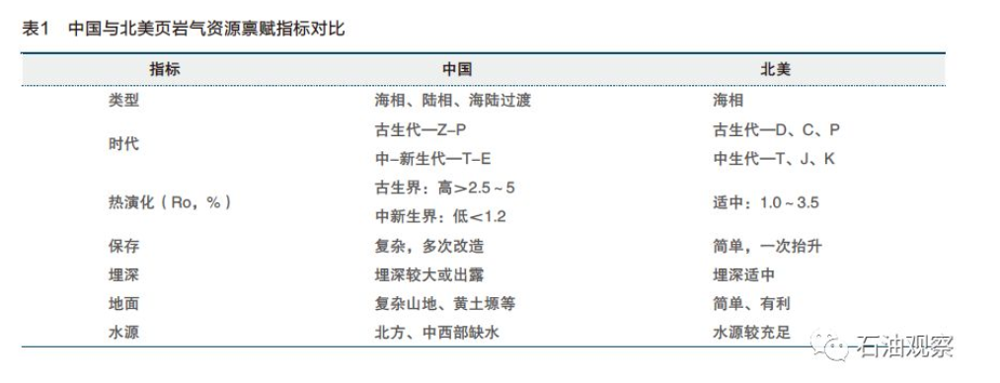 表1 中国与北美页岩气资源禀赋指标对比
指标 中国 北美
类型 海相、陆相、海陆过渡 海相
时代 古生代—Z-P 古生代—D、C、P
中-新生代—T-E 中生代—T、J、K
热演化（Ro，%） 古生界：高＞2.5~5 适中：1.0~3.5
中新生界：低＜1.2
保存 复杂，多次改造 简单，一次抬升
埋深 埋深较大或出露 埋深适中
地面 复杂山地、黄土塬等 简单、有利
水源 北方、中西部缺水 水源较充足
石油观察